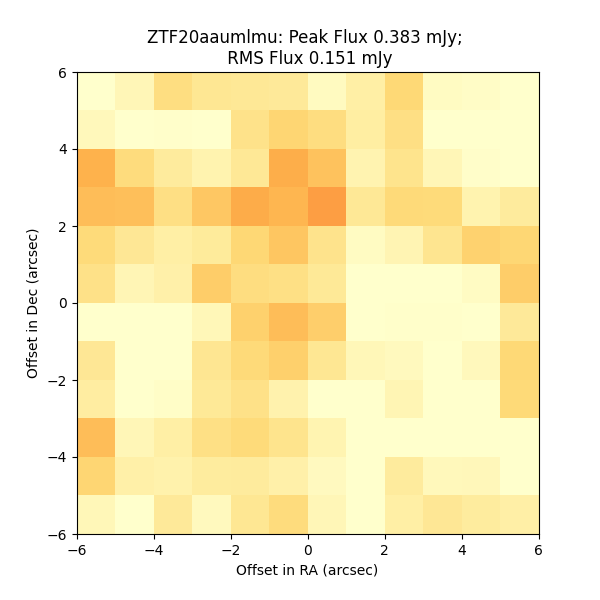 ZTF20aaumlmu: Peak Flux 0.383 mJy;
RMS Flux 0.151 mJy
6
4
2
0
−2
−4
−6
Offset in Dec (arcsec)
−6 −4 −2 0 2 4 6
Offset in RA (arcsec)